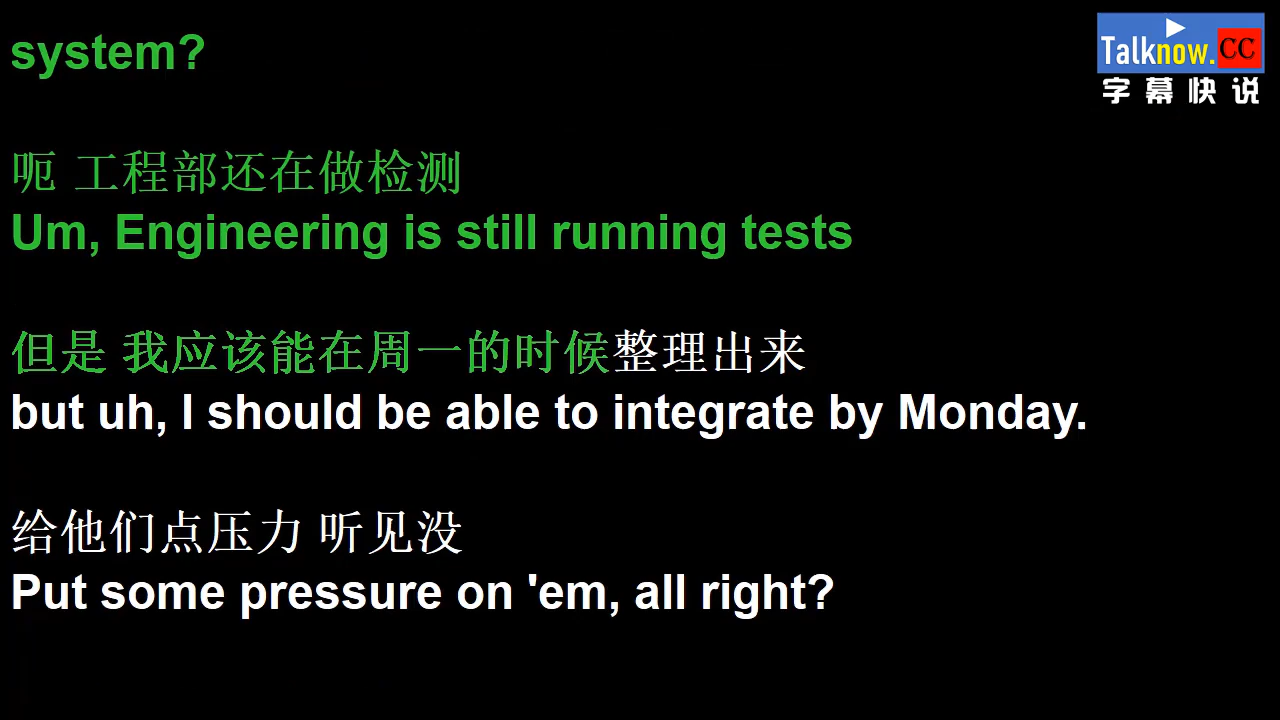 system?
Talknow.CC
字幕快说
呃 工程部还在做检测
Um, Engineering is still running tests
但是 我应该能在周一的时候整理出来
but uh, I should be able to integrate by Monday.
给他们点压力 听见没
Put some pressure on 'em, all right?